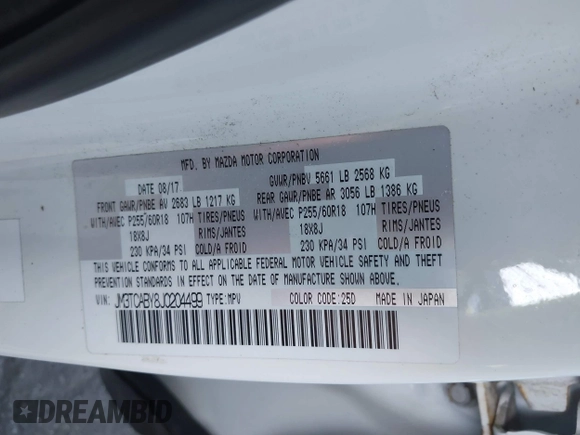 MFD. BY MAZDA MOTOR CORPORATION
DATE 08/17 GVWR/PNBV 5661 LB 2568 KG
FRONT GAWR/PNBE AV 2683 LB 1217 KG REAR GAWR/PNBE AR 3056 LB 1386 KG
WITH/AVEC P255/60R18 107H TIRES/PNEUS WITH/AVEC P255/60R18 107H TIRES/PNEUS
18X8J RIMS/JANTES 18X8J RIMS/JANTES
230 KPA/34 PSI COLD/A FROID 230 KPA/34 PSI COLD/A FROID
THIS VEHICLE CONFORMS TO ALL APPLICABLE FEDERAL MOTOR VEHICLE SAFETY AND THEFT
PREVENTION STANDARDS IN EFFECT ON THE DATE OF MANUFACTURE SHOWN ABOVE.
VIN: JM3TCABY8J0204499 TYPE:MPV COLOR CODE:25D MADE IN JAPAN
DREAMBID